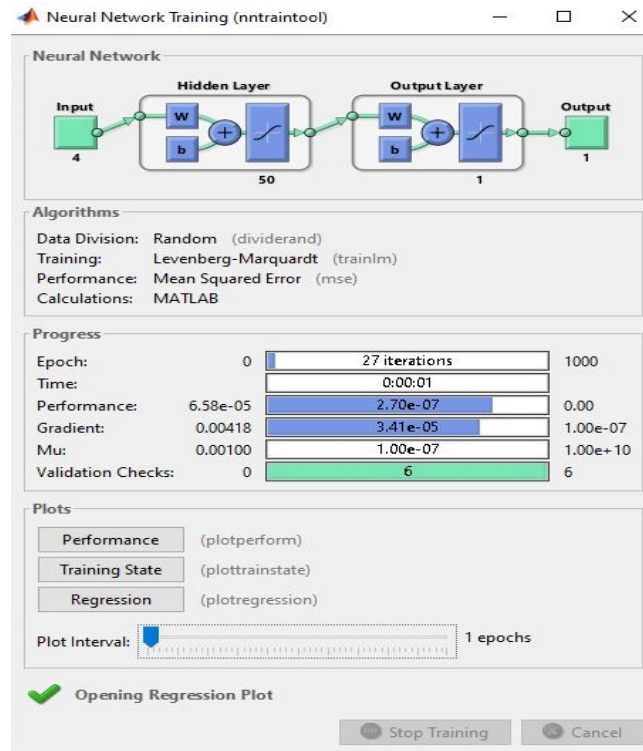 Neural Network Training (nntraintool)
Neural Network
Hidden Layer Output Layer
Input Output
W W
b b
4 1
50 1
Algorithms
Data Division: Random (dividerand)
Training: Levenberg-Marquardt (trainlm)
Performance: Mean Squared Error (mse)
Calculations: MATLAB
Progress
Epoch: 0 27 iterations 1000
Time: 0:00:01
Performance: 6.58e-05 2.70e-07 0.00
Gradient: 0.00418 3.41e-05 1.00e-07
Mu: 0.00100 1.00e-07 1.00e+10
Validation Checks: 0 6 6
Plots
Performance (plotperform)
Training State (plottrainstate)
Regression (plotregression)
Plot Interval: 1 epochs
Opening Regression Plot
Stop Training Cancel